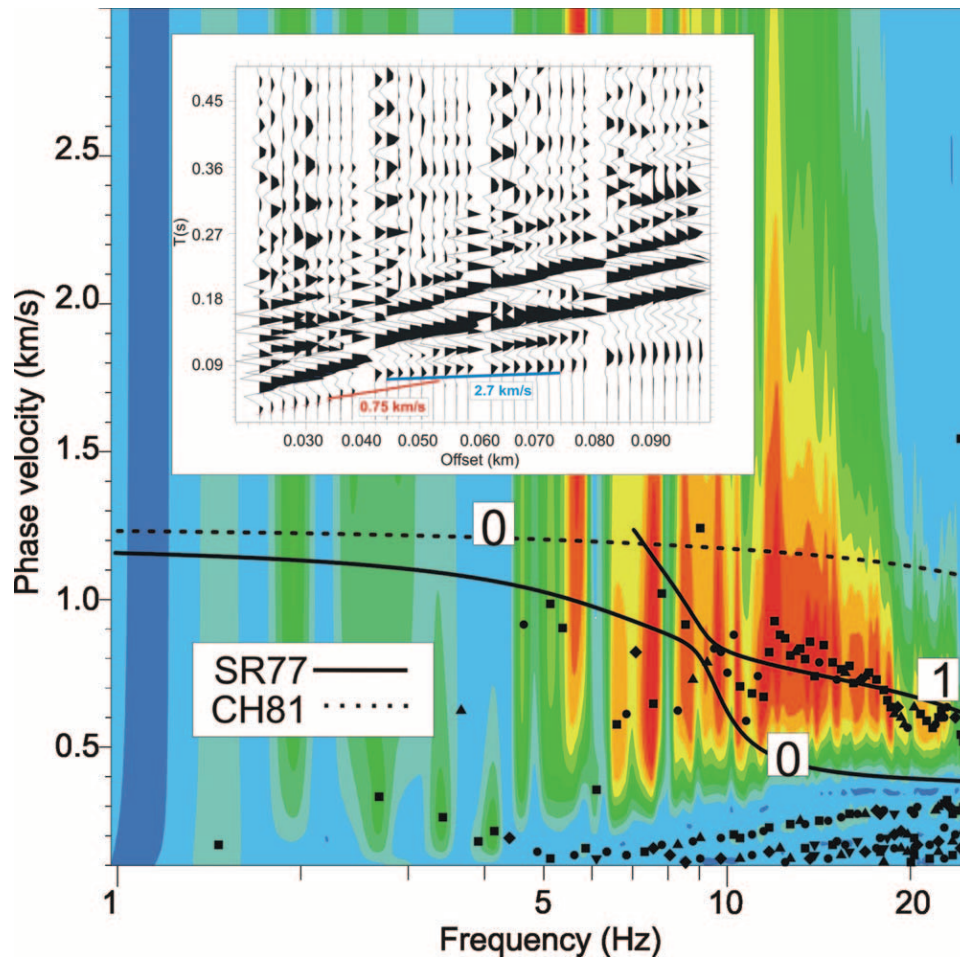 2.5
2.0
1.5
1.0
0.5
Phase velocity (km/s)
0.45
0.36
0.27
0.18
0.09
T(s)
0.75 km/s
2.7 km/s
0.030 0.040 0.050 0.060 0.070 0.080 0.090
Offset (km)
0
SR77
CH81
1
0
1 5 10 20
Frequency (Hz)